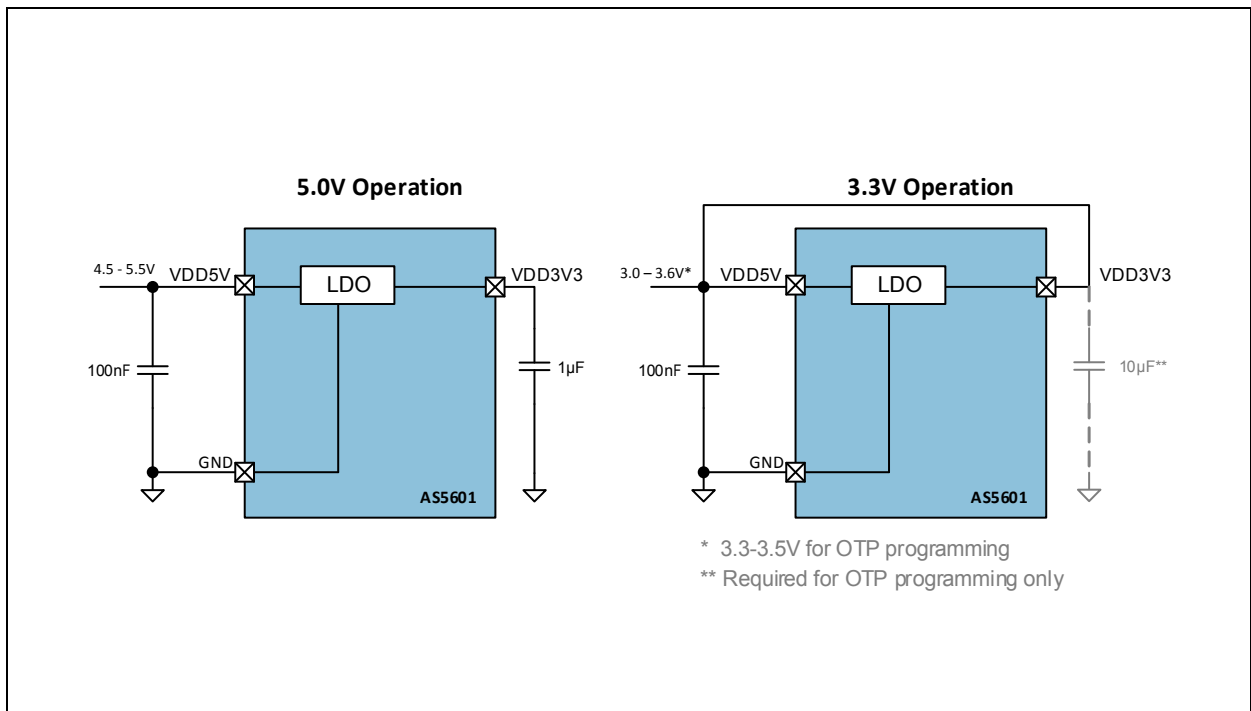 5.0V Operation
4.5 - 5.5V
VDD5V
LDO
VDD3V3
100nF
1µF
GND
AS5601
3.3V Operation
3.0 – 3.6V*
VDD5V
LDO
VDD3V3
100nF
10µF**
GND
AS5601
* 3.3-3.5V for OTP programming
** Required for OTP programming only